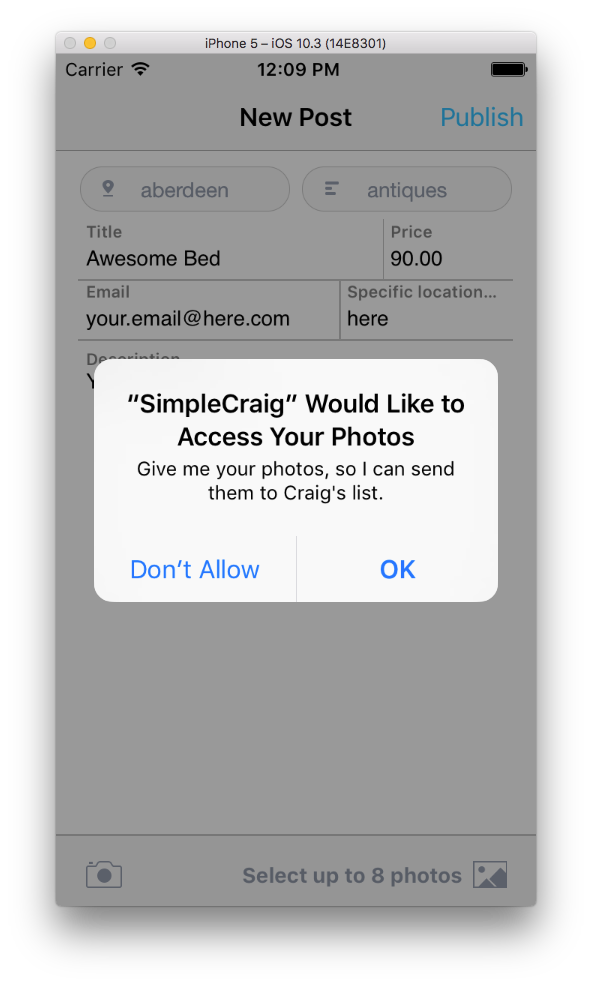 iPhone 5 – iOS 10.3 (14E8301)
Carrier 12:09 PM
New Post Publish
aberdeen antiques
Title Price
Awesome Bed 90.00
Email Specific location...
your.email@here.com here
Description
Y
“SimpleCraig” Would Like to
Access Your Photos
Give me your photos, so I can send
them to Craig's list.
Don’t Allow OK
Select up to 8 photos